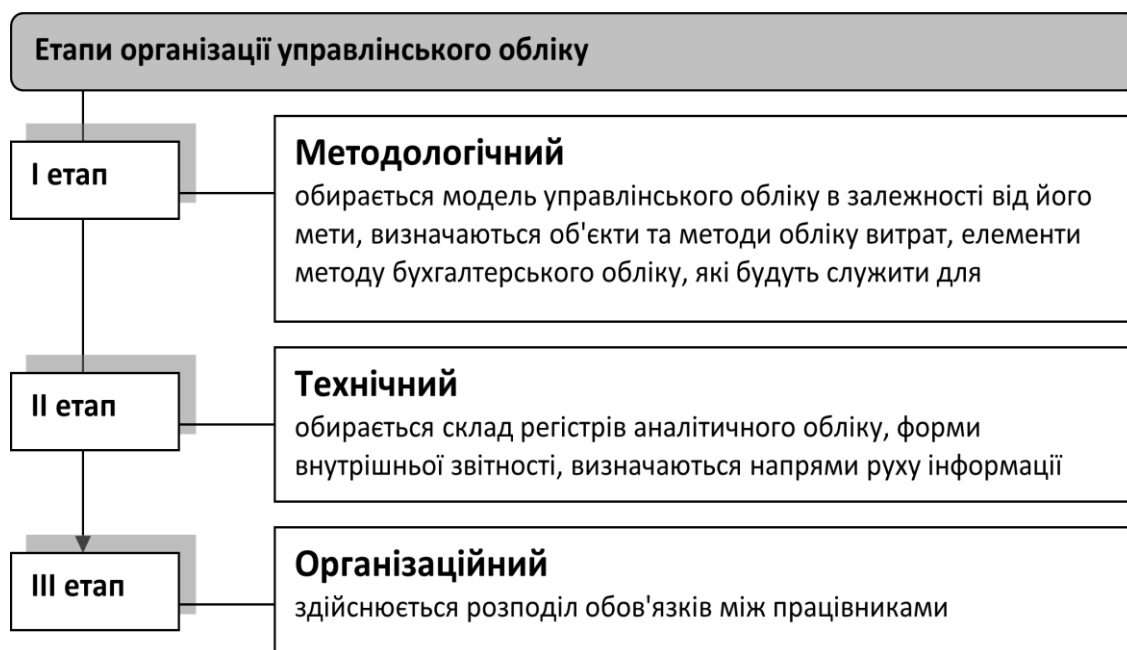 Етапи організації управлінського обліку
I етап
Методологічний
обирається модель управлінського обліку в залежності від його
мети, визначаються об'єкти та методи обліку витрат, елементи
методу бухгалтерського обліку, які будуть служити для
II етап
Технічний
обирається склад регістрів аналітичного обліку, форми
внутрішньої звітності, визначаються напрями руху інформації
III етап
Організаційний
здійснюється розподіл обов'язків між працівниками